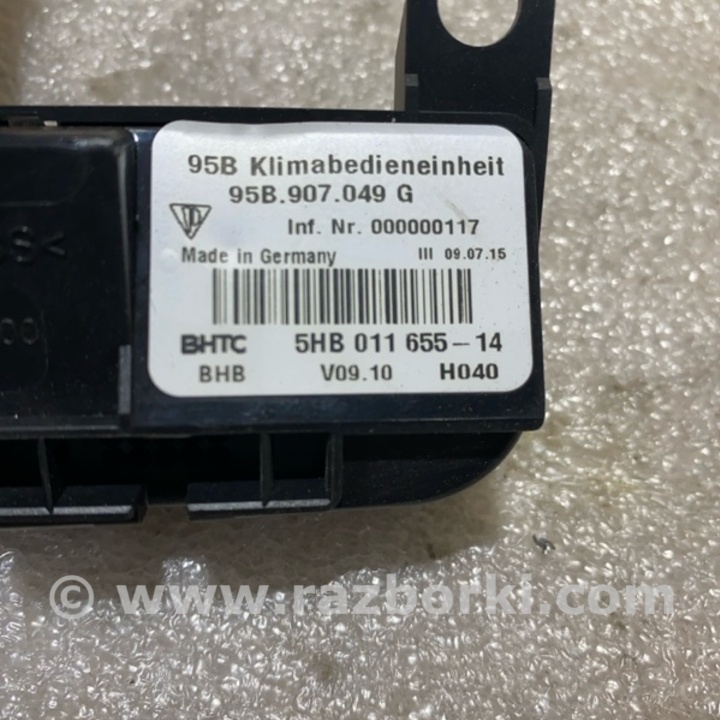 95B Klimabedieneinheit
95B.907.049 G
Inf. Nr. 000000117
Made in Germany III 09.07.15
BHTC 5HB 011 655-14
BHB V09.10 H040
S<
00
© www.razborki.com